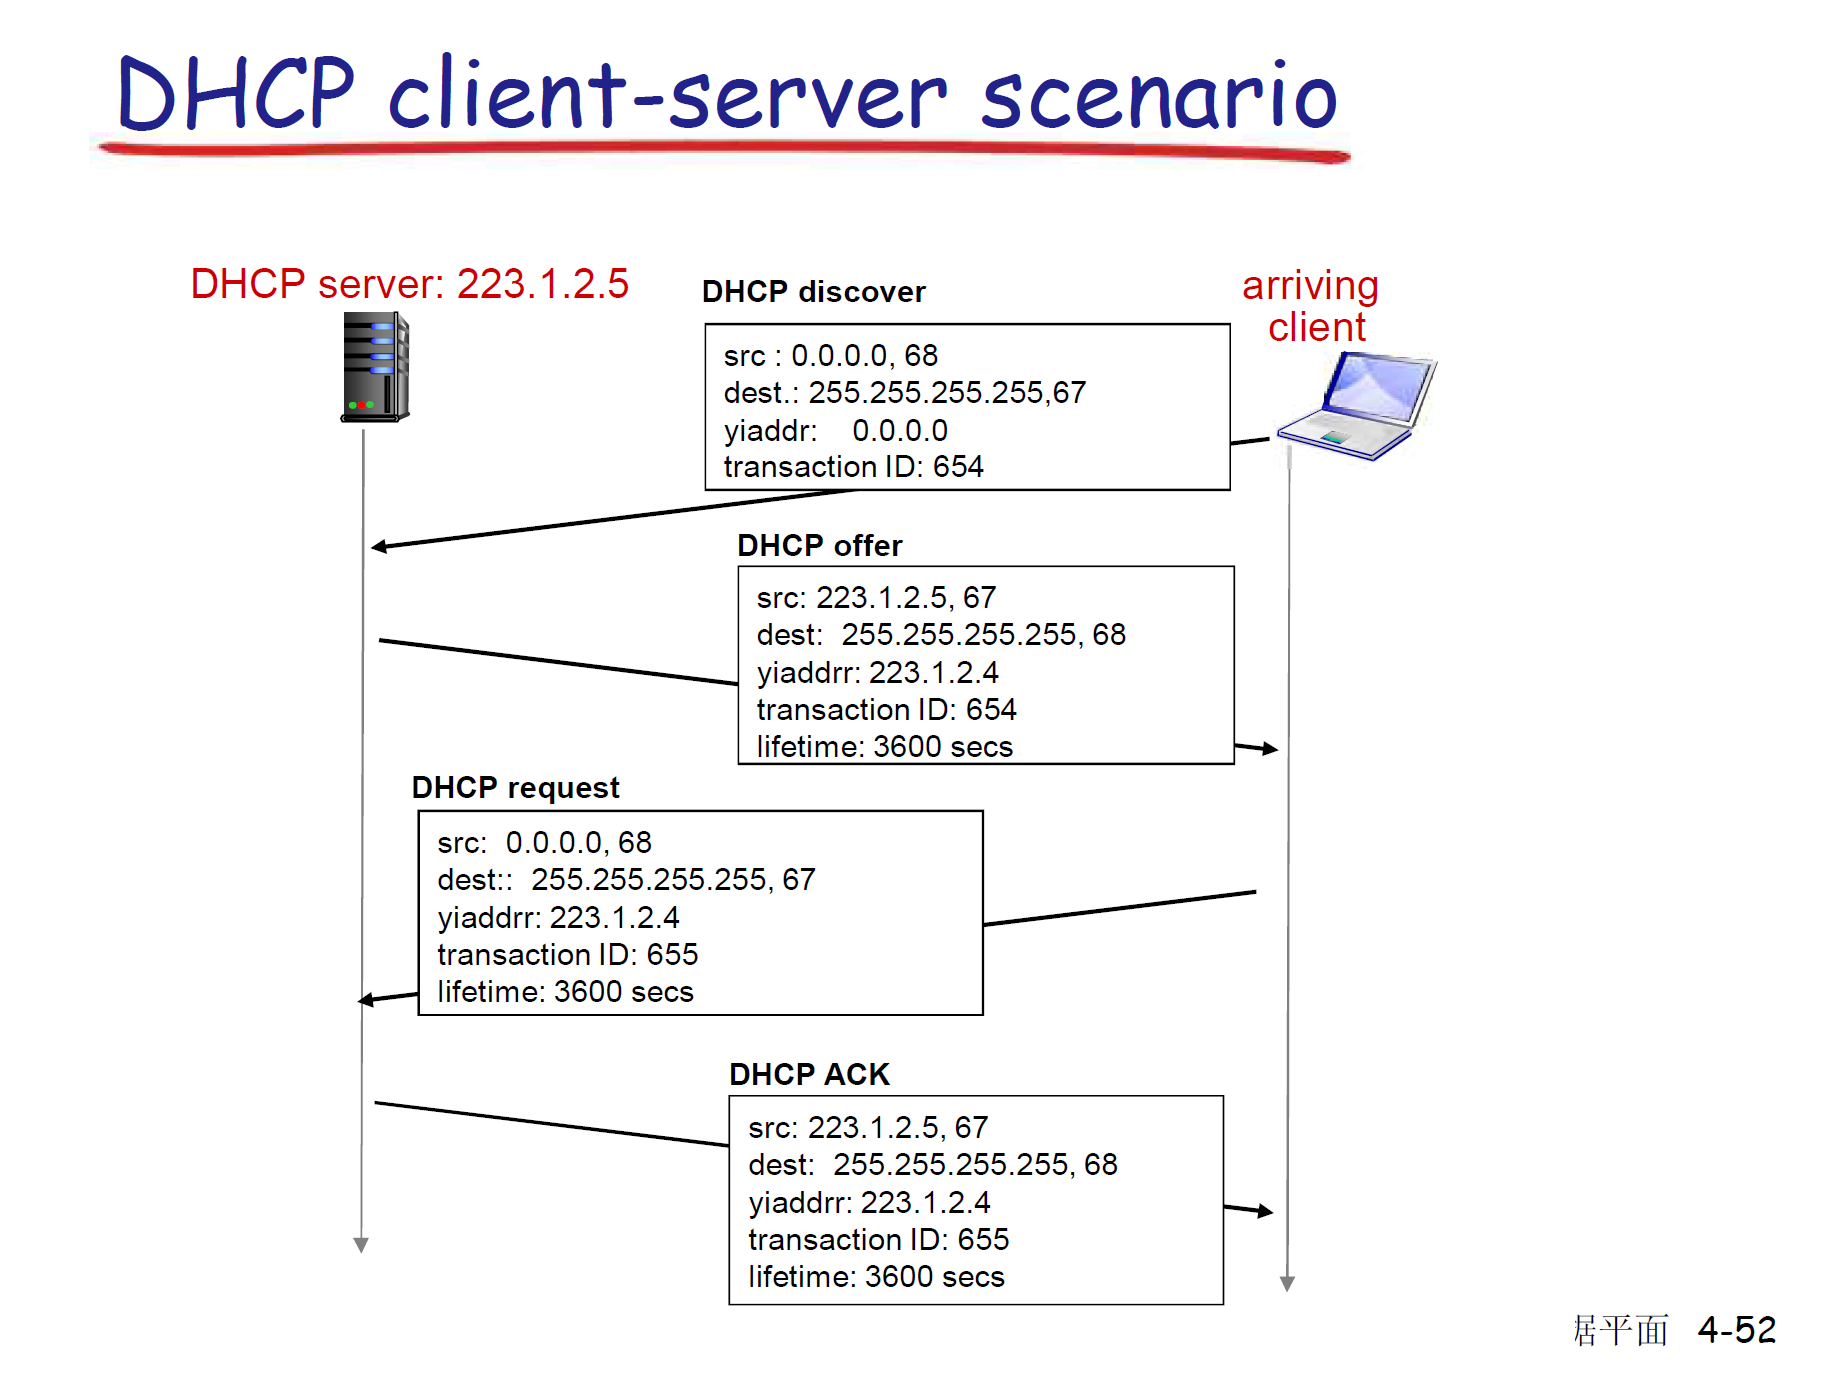 DHCP client-server scenario
DHCP server: 223.1.2.5
arriving
client
DHCP discover
src : 0.0.0.0, 68
dest.: 255.255.255.255,67
yiaddr: 0.0.0.0
transaction ID: 654
DHCP offer
src: 223.1.2.5, 67
dest: 255.255.255.255, 68
yiaddrr: 223.1.2.4
transaction ID: 654
lifetime: 3600 secs
DHCP request
src: 0.0.0.0, 68
dest:: 255.255.255.255, 67
yiaddrr: 223.1.2.4
transaction ID: 655
lifetime: 3600 secs
DHCP ACK
src: 223.1.2.5, 67
dest: 255.255.255.255, 68
yiaddrr: 223.1.2.4
transaction ID: 655
lifetime: 3600 secs
据平面 4-52